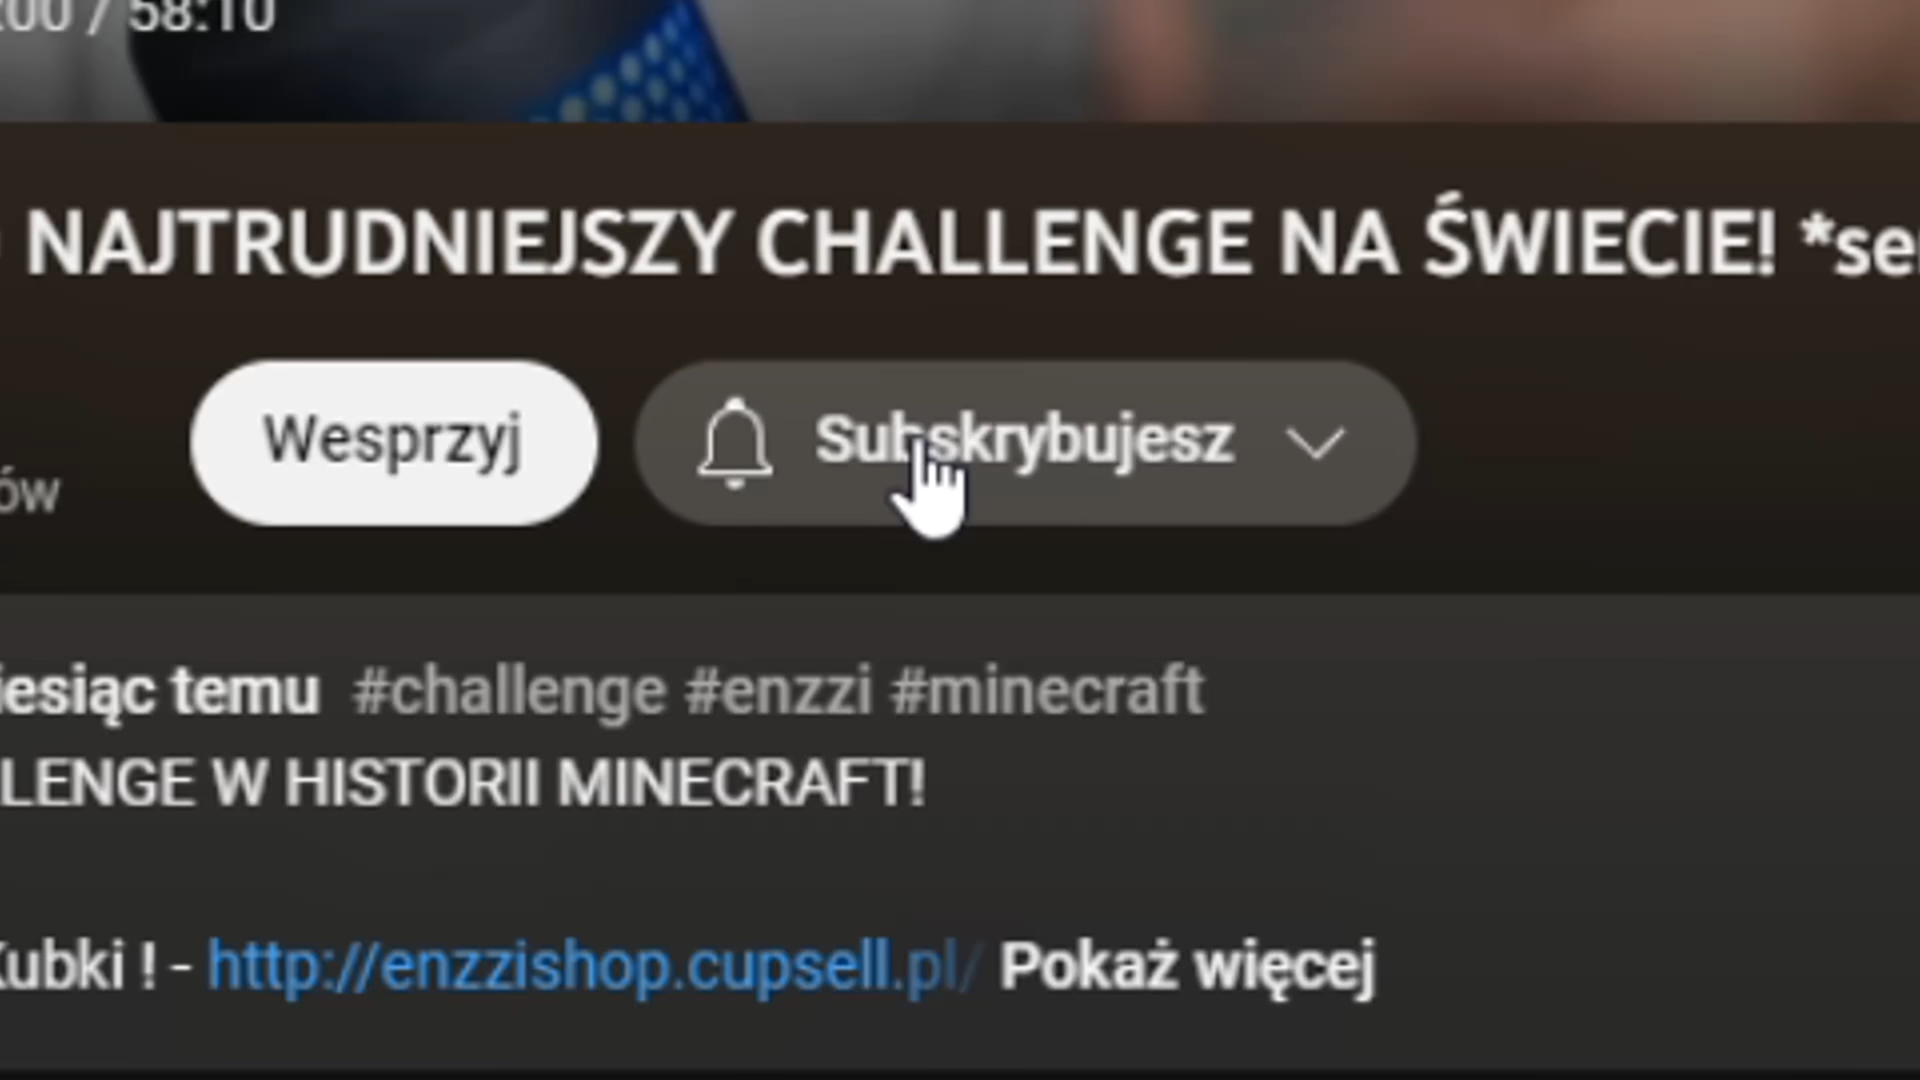 :00 / 58:10
NAJTRUDNIEJSZY CHALLENGE NA ŚWIECIE! *se
Wesprzyj
Subskrybujesz
ów
iesiąc temu #challenge #enzzi #minecraft
LENGE W HISTORII MINECRAFT!
Kubki ! - http://enzzishop.cupsell.pl/ Pokaż więcej